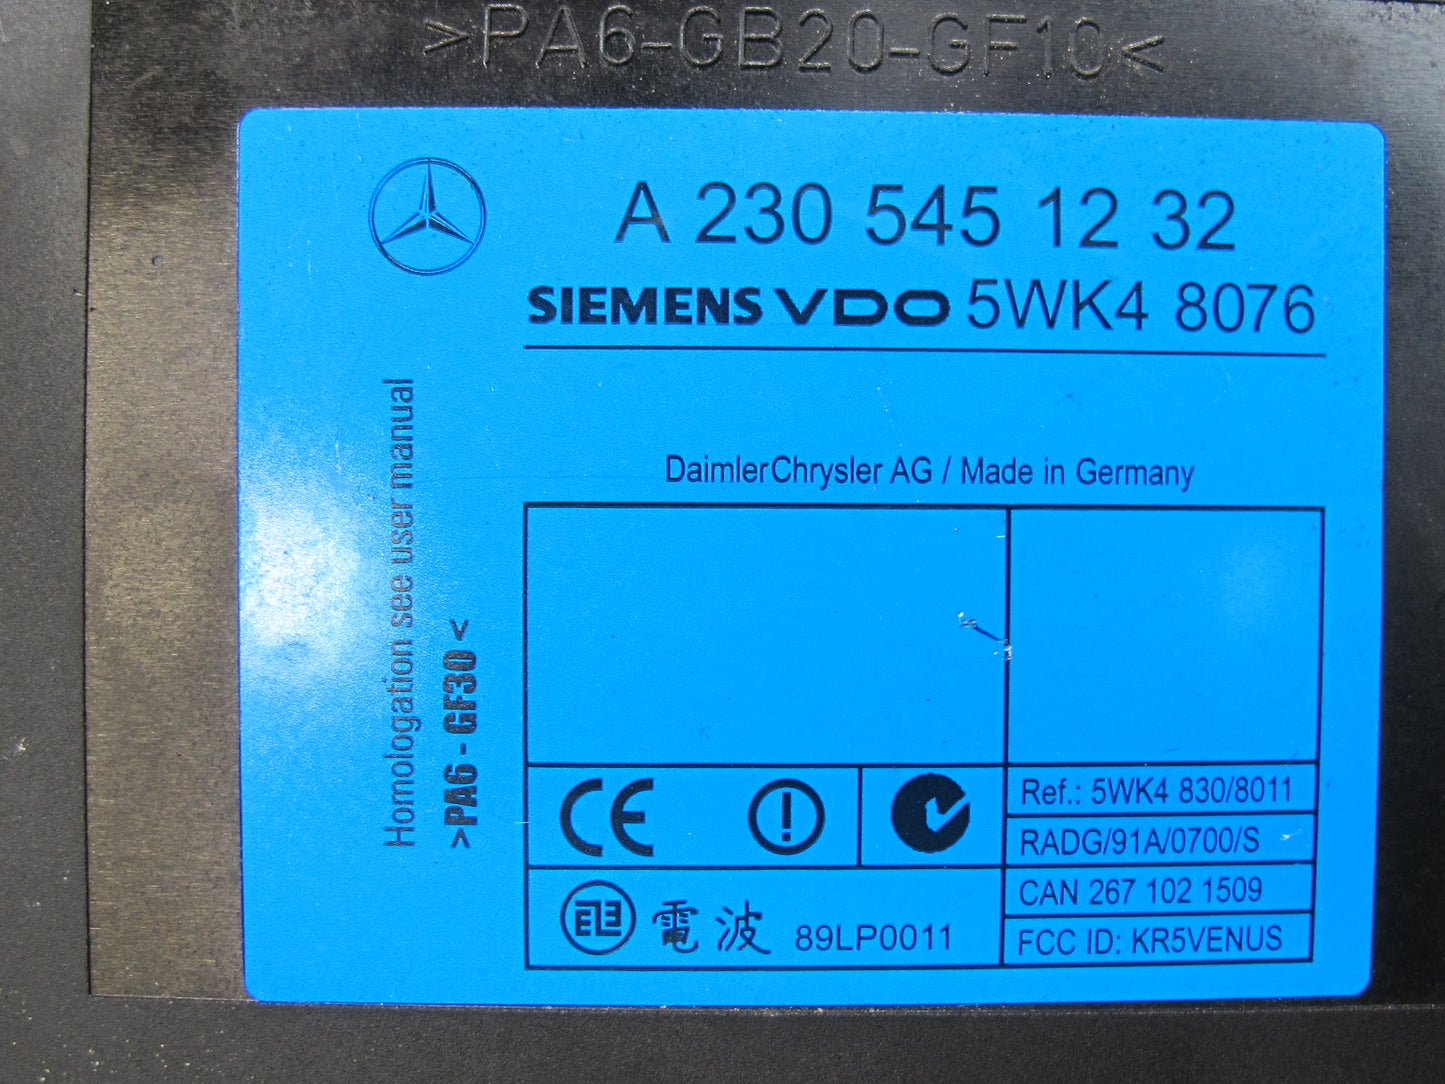 >PA6-GB20-GF10<
A 230 545 12 32
SIEMENS VDO 5WK4 8076
Homologation see user manual
>PA6 - GF30<
DaimlerChrysler AG / Made in Germany
CE
Ref.: 5WK4 830/8011
RADG/91A/0700/S
CAN 267 102 1509
FCC ID: KR5VENUS
電波 89LP0011